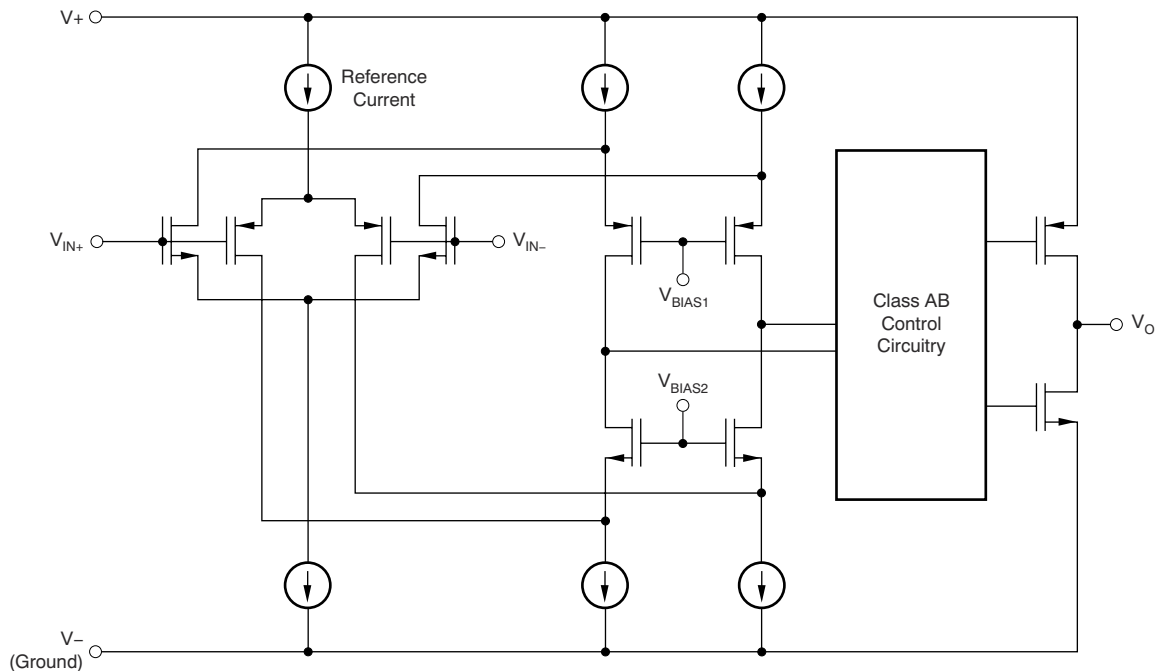 V+
Reference
Current
VIN+
VIN−
VBIAS1
Class AB
Control
Circuitry
VO
VBIAS2
V−
(Ground)